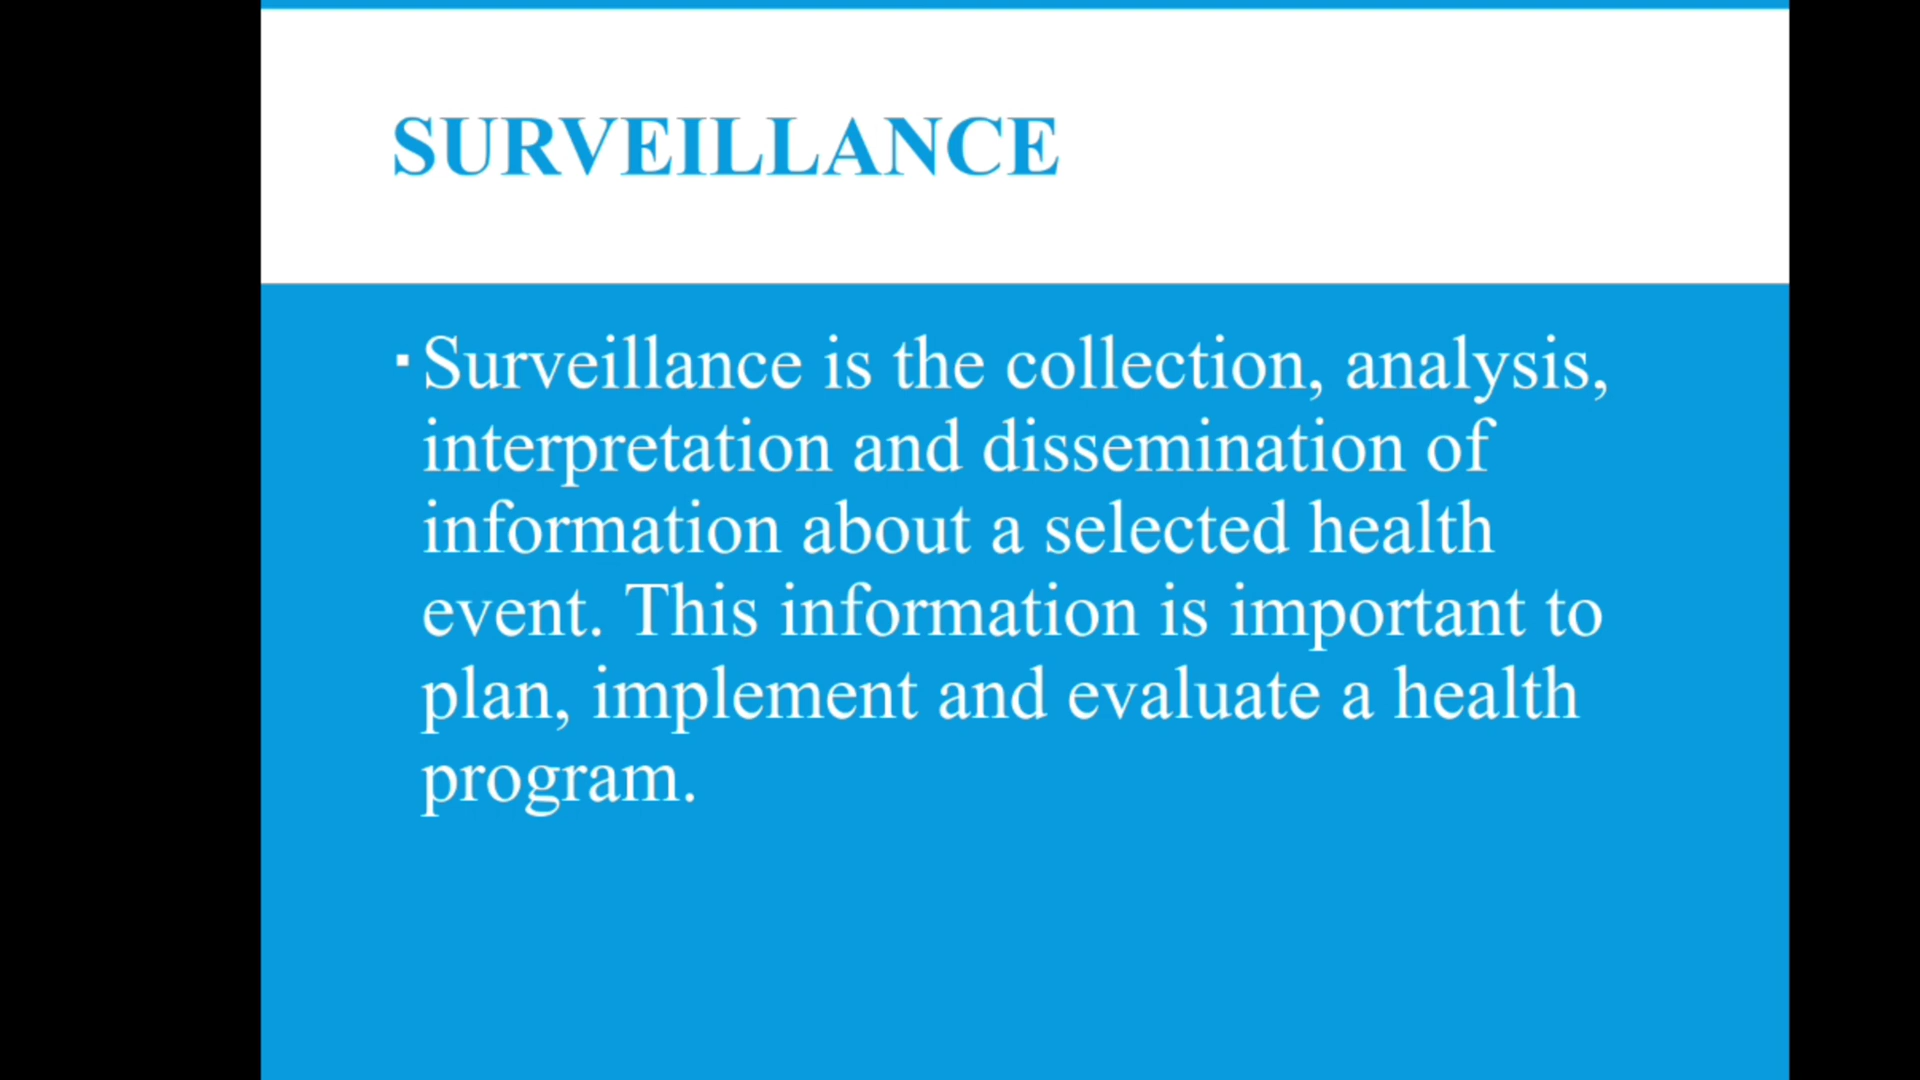 SURVEILLANCE
▪ Surveillance is the collection, analysis,
interpretation and dissemination of
information about a selected health
event. This information is important to
plan, implement and evaluate a health
program.